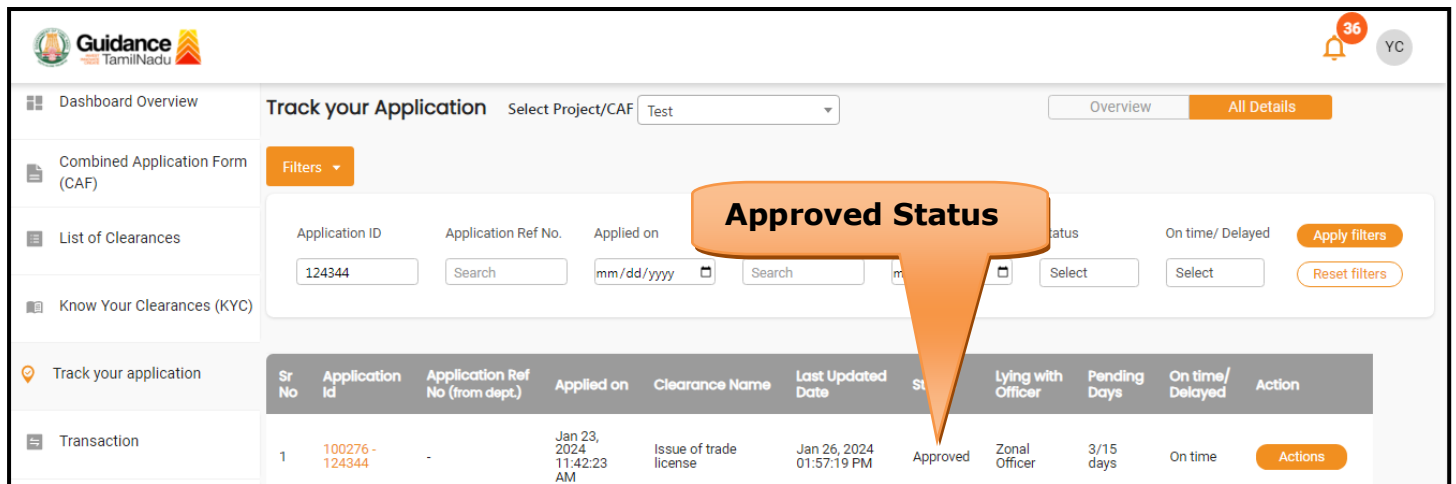 Guidance
TamilNadu
36
YC
Dashboard Overview
Track your Application
Select Project/CAF
Test
Overview
All Details
Combined Application Form
(CAF)
Filters
Approved Status
List of Clearances
Application ID
Application Ref No.
Applied on
On time/ Delayed
Apply filters
124344
Search
mm/dd/yyyy
Search
Select
Select
Reset filters
Know Your Clearances (KYC)
Track your application
Sr
No
Application
Id
Application Ref
No (from dept.)
Applied on
Clearance Name
Last Updated
Date
Lying with
Officer
Pending
Days
On time/
Delayed
Action
Transaction
1
100276 -
124344
-
Jan 23,
2024
11:42:23
AM
Issue of trade
license
Jan 26, 2024
01:57:19 PM
Approved
Zonal
Officer
3/15
days
On time
Actions